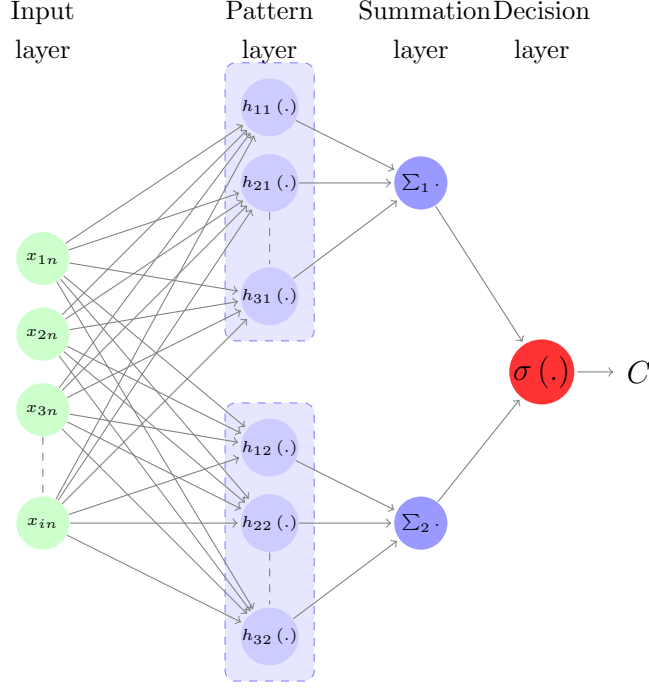 Input Pattern Summation Decision
layer layer layer layer
h₁₁ (.)
h₂₁ (.)
Σ₁ .
x₁ₙ
h₃₁ (.)
x₂ₙ
σ (.) C
x₃ₙ
h₁₂ (.)
xᵢₙ
h₂₂ (.)
Σ₂ .
h₃₂ (.)